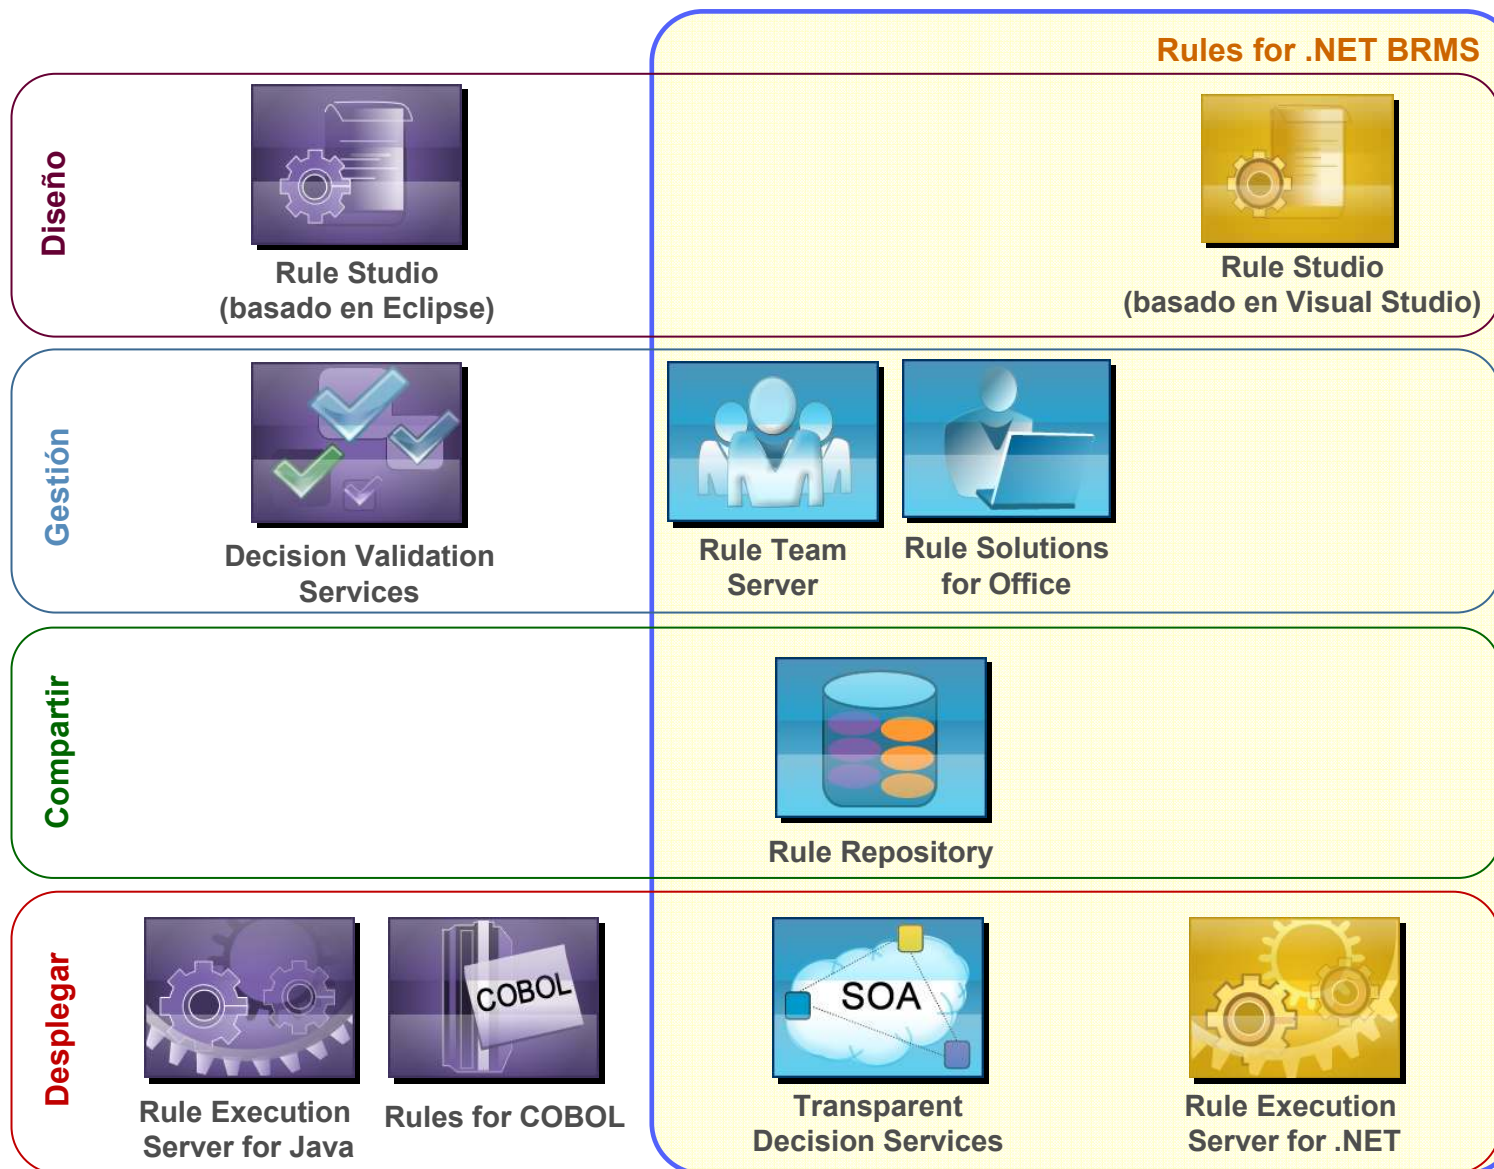 Rules for .NET BRMS
Diseño
Rule Studio
(basado en Eclipse)
Rule Studio
(basado en Visual Studio)
Gestión
Decision Validation
Services
Rule Team
Server
Rule Solutions
for Office
Compartir
Rule Repository
Desplegar
COBOL
SOA
Rule Execution
Server for Java
Rules for COBOL
Transparent
Decision Services
Rule Execution
Server for .NET